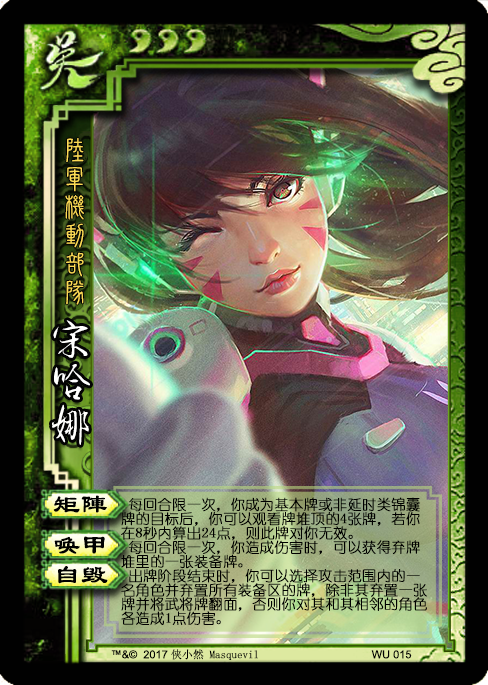 吳
陸軍機動部隊
宋哈娜
矩陣
每回合限一次，你成为基本牌或非延时类锦囊
牌的目标后，你可以观看牌堆顶的4张牌，若你
在8秒内算出24点，则此牌对你无效。
唤甲
每回合限一次，你造成伤害时，可以获得弃牌
堆里的一张装备牌。
自毁
出牌阶段结束时，你可以选择攻击范围内的一
名角色并弃置所有装备区的牌，除非其弃置一张
牌并将武将牌翻面，否则你对其和其相邻的角色
各造成1点伤害。
™&© 2017 侠小然 Masquevil
WU 015